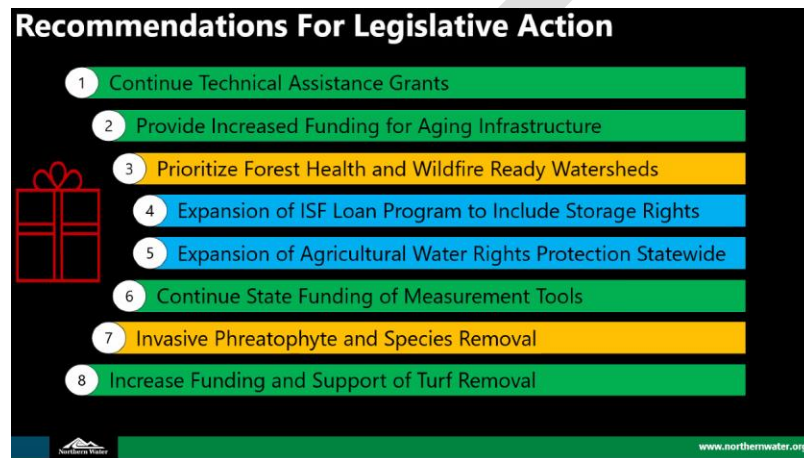 Recommendations For Legislative Action
1 Continue Technical Assistance Grants
2 Provide Increased Funding for Aging Infrastructure
3 Prioritize Forest Health and Wildfire Ready Watersheds
4 Expansion of ISF Loan Program to Include Storage Rights
5 Expansion of Agricultural Water Rights Protection Statewide
6 Continue State Funding of Measurement Tools
7 Invasive Phreatophyte and Species Removal
8 Increase Funding and Support of Turf Removal
Northern Water
www.northernwater.org